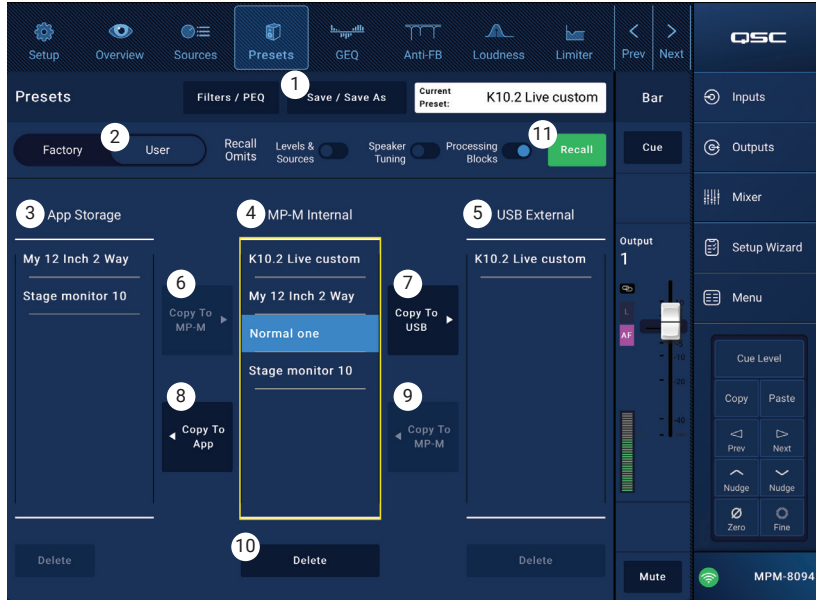 Setup
Overview
Sources
Presets
GEQ
Anti-FB
Loudness
Limiter
Prev
Next
QSC
Presets
Filters / PEQ
1
Save / Save As
Current
Preset:
K10.2 Live custom
Bar
Inputs
Factory
2
User
Recall
Omits
Levels &
Sources
Speaker
Tuning
Processing
Blocks
11
Recall
Cue
Outputs
Mixer
3 App Storage
4 MP-M Internal
5 USB External
My 12 Inch 2 Way
Stage monitor 10
6
Copy To
MP-M
8
Copy To
App
K10.2 Live custom
My 12 Inch 2 Way
Normal one
Stage monitor 10
7
Copy To
USB
9
Copy To
MP-M
K10.2 Live custom
Output
1
L
AF
-5
-10
-20
-40
Setup Wizard
Menu
Cue Level
Copy
Paste
Prev
Next
Nudge
Nudge
Zero
Fine
Delete
10
Delete
Delete
Mute
MPM-8094